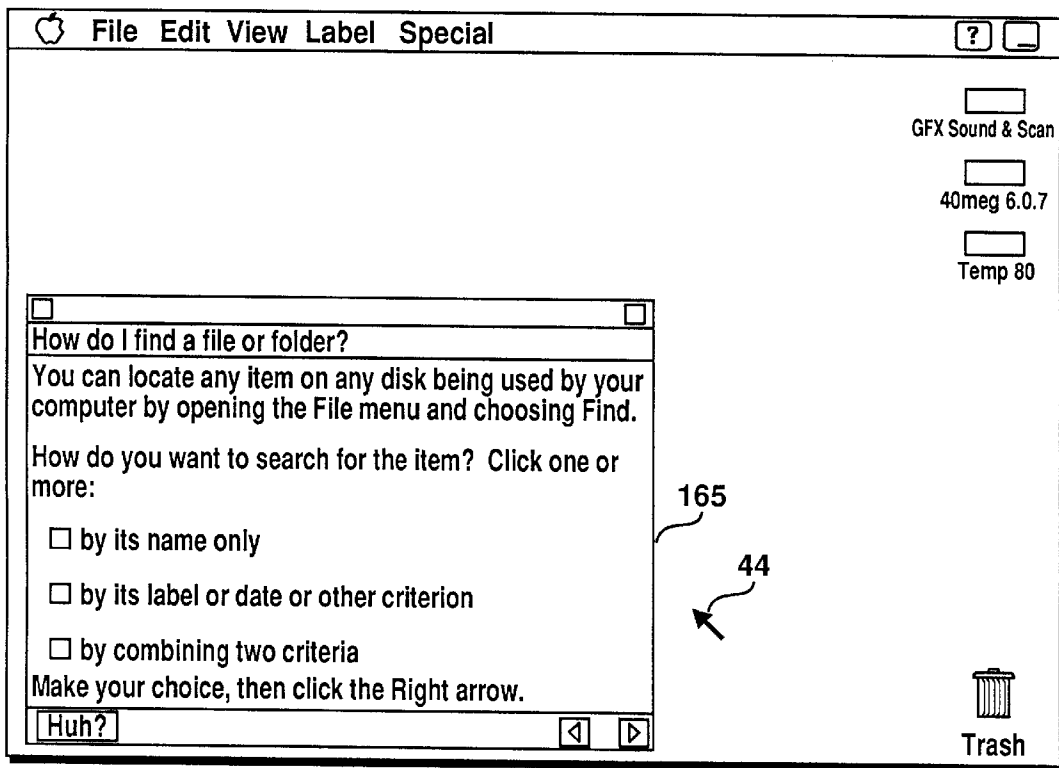 File Edit View Label Special ?
GFX Sound & Scan
40meg 6.0.7
Temp 80
How do I find a file or folder?
You can locate any item on any disk being used by your
computer by opening the File menu and choosing Find.
How do you want to search for the item? Click one or
more:
by its name only
by its label or date or other criterion
by combining two criteria
Make your choice, then click the Right arrow.
Huh?
165
44
Trash